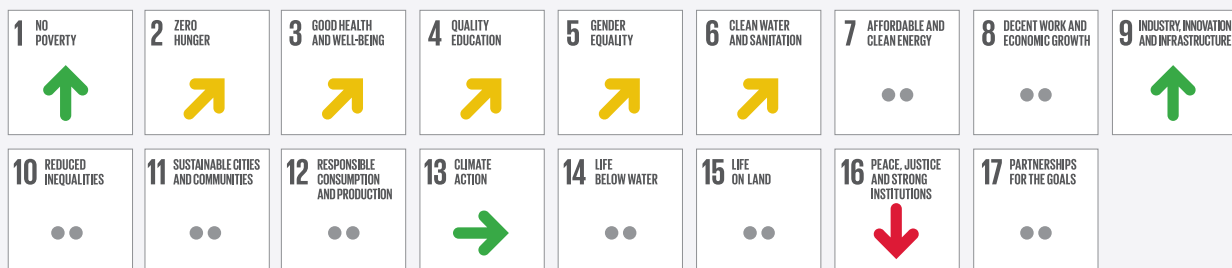 1 NO
POVERTY
2 ZERO
HUNGER
3 GOOD HEALTH
AND WELL-BEING
4 QUALITY
EDUCATION
5 GENDER
EQUALITY
6 CLEAN WATER
AND SANITATION
7 AFFORDABLE AND
CLEAN ENERGY
8 DECENT WORK AND
ECONOMIC GROWTH
9 INDUSTRY, INNOVATION
AND INFRASTRUCTURE
10 REDUCED
INEQUALITIES
11 SUSTAINABLE CITIES
AND COMMUNITIES
12 RESPONSIBLE
CONSUMPTION
AND PRODUCTION
13 CLIMATE
ACTION
14 LIFE
BELOW WATER
15 LIFE
ON LAND
16 PEACE, JUSTICE
AND STRONG
INSTITUTIONS
17 PARTNERSHIPS
FOR THE GOALS